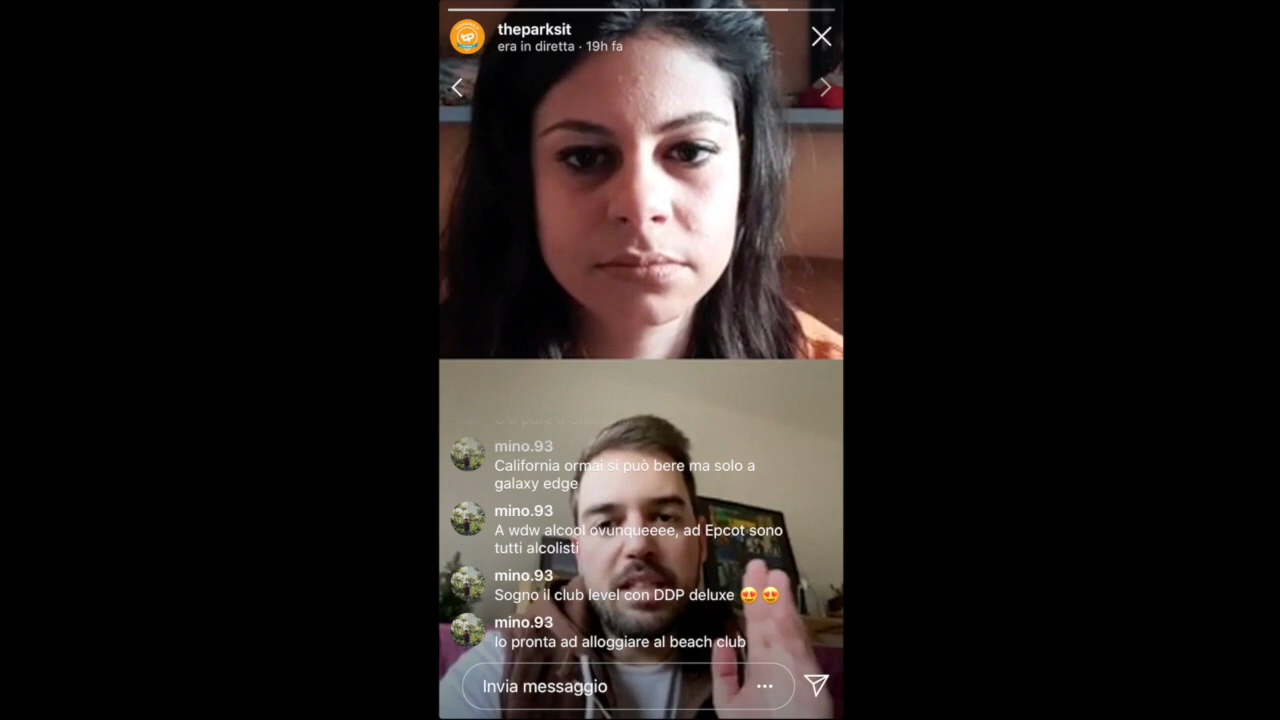 theparksit
era in diretta · 19h fa
mino.93
California ormai si può bere ma solo a
galaxy edge
mino.93
A wdw alcool ovunqueeee, ad Epcot sono
tutti alcolisti
mino.93
Sogno il club level con DDP deluxe 😍 😍
mino.93
Io pronta ad alloggiare al beach club
Invia messaggio